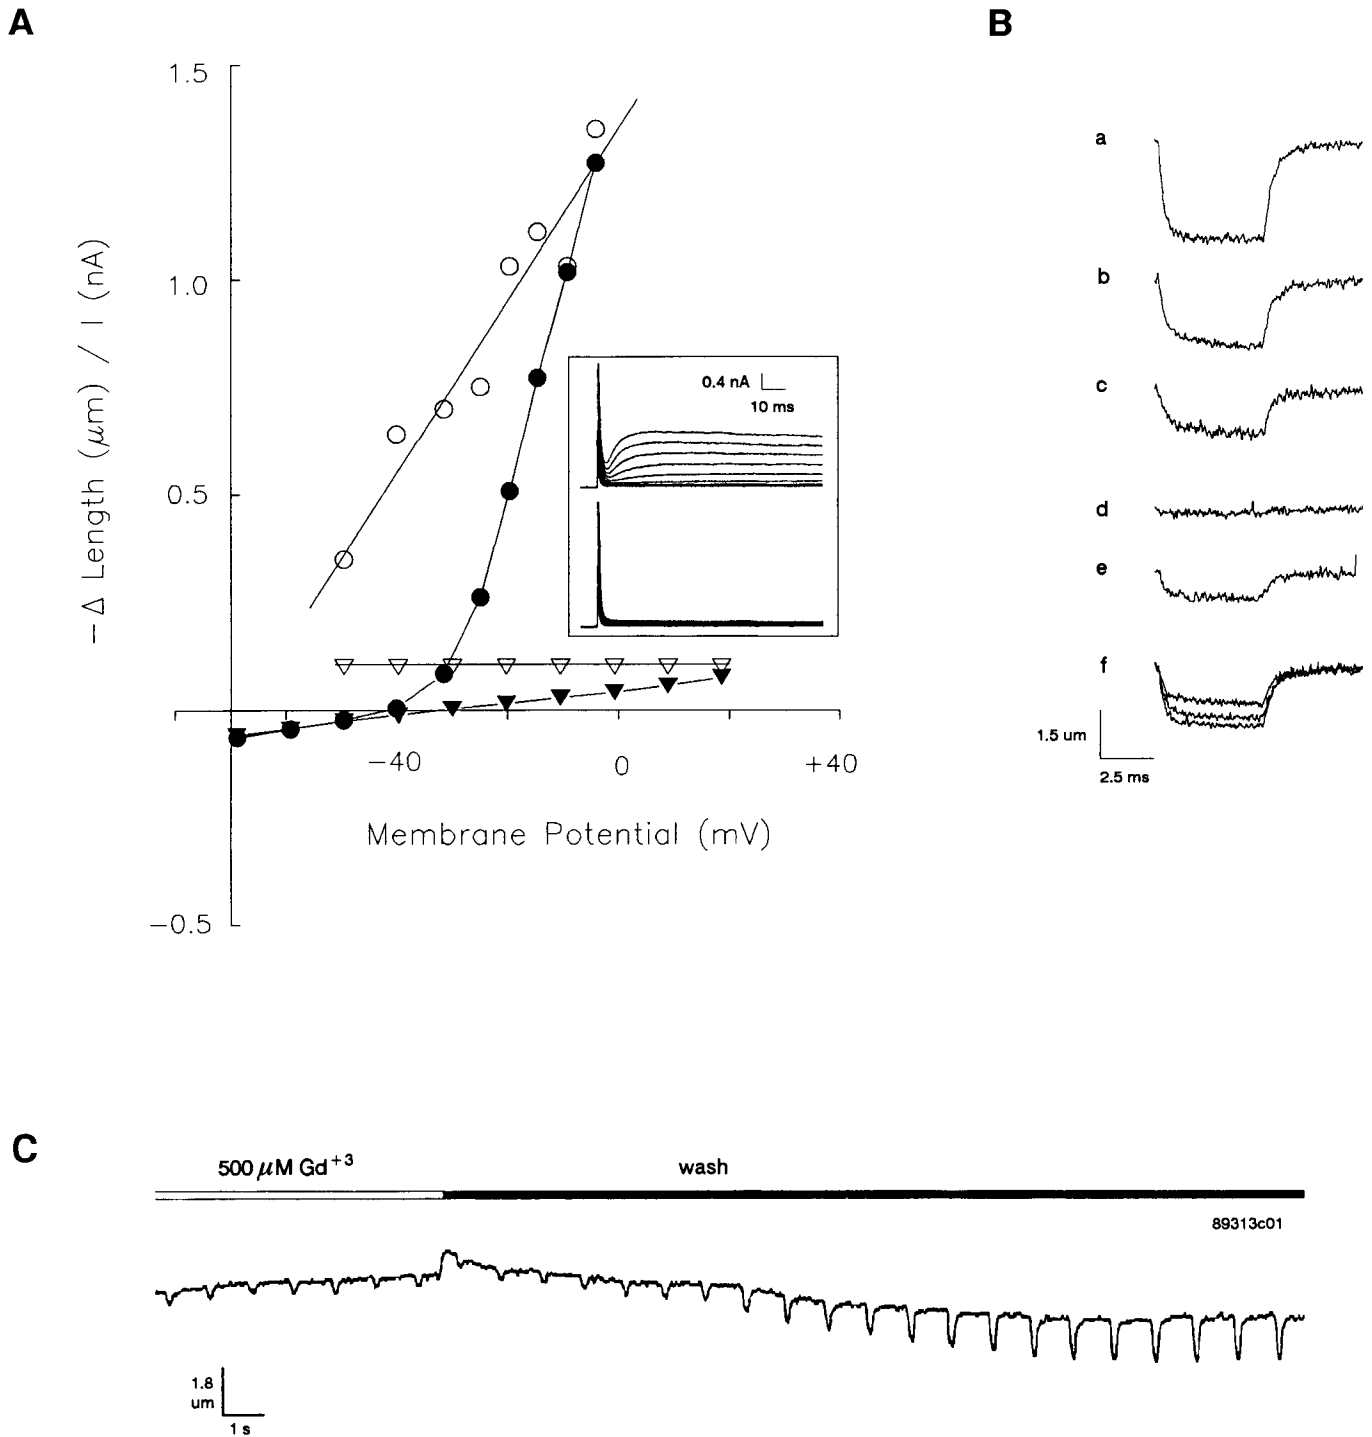 A
1.5
1.0
0.5
−0.5
−Δ Length (μm) / I (nA)
−40
0
+40
Membrane Potential (mV)
0.4 nA
10 ms
B
a
b
c
d
e
f
1.5 um
2.5 ms
C
500 μM Gd+3
wash
89313c01
1.8
um
1 s